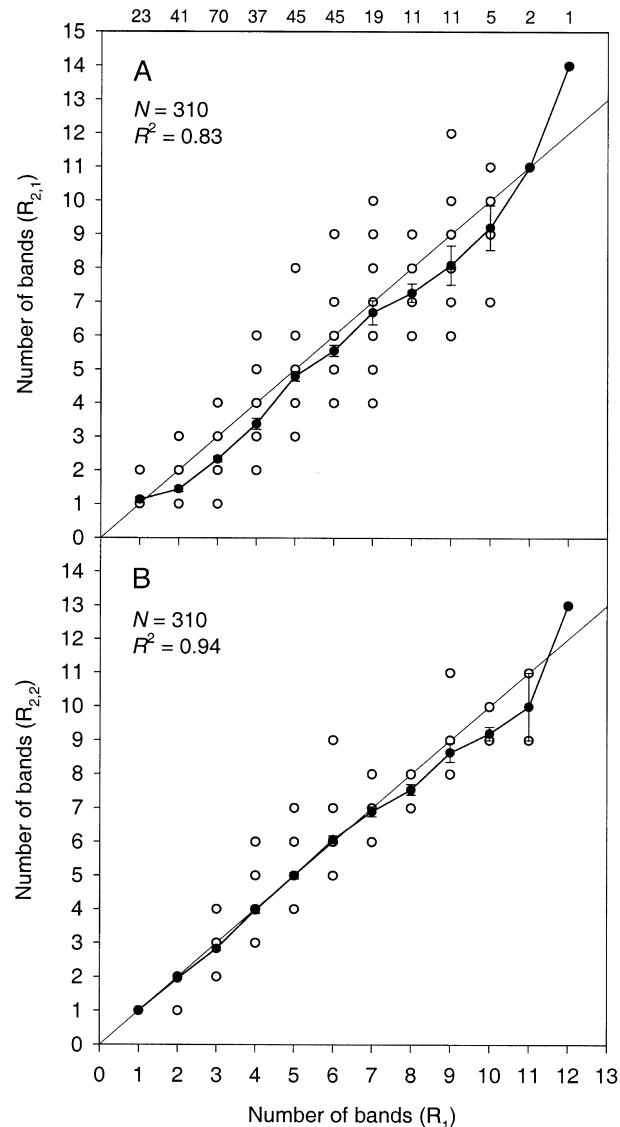 23 41 70 37 45 45 19 11 11 5 2 1
15
14
13
12
11
10
9
8
7
6
5
4
3
2
1
0
A
N = 310
R² = 0.83
Number of bands (R₂,₁)
14
13
12
11
10
9
8
7
6
5
4
3
2
1
0
B
N = 310
R² = 0.94
Number of bands (R₂,₂)
0 1 2 3 4 5 6 7 8 9 10 11 12 13
Number of bands (R₁)